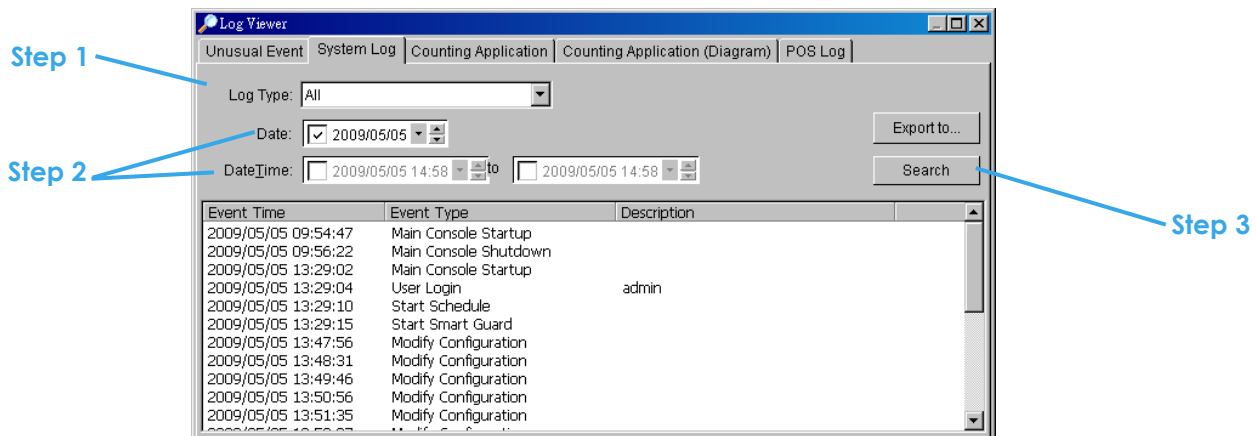 Log Viewer
Unusual Event System Log Counting Application Counting Application (Diagram) POS Log
Step 1
Log Type: All
Date: 2009/05/05
Export to...
Step 2
DateTime: 2009/05/05 14:58 to 2009/05/05 14:58
Search
Step 3
Event Time Event Type Description
2009/05/05 09:54:47 Main Console Startup
2009/05/05 09:56:22 Main Console Shutdown
2009/05/05 13:29:02 Main Console Startup
2009/05/05 13:29:04 User Login admin
2009/05/05 13:29:10 Start Schedule
2009/05/05 13:29:15 Start Smart Guard
2009/05/05 13:47:56 Modify Configuration
2009/05/05 13:48:31 Modify Configuration
2009/05/05 13:49:46 Modify Configuration
2009/05/05 13:50:56 Modify Configuration
2009/05/05 13:51:35 Modify Configuration